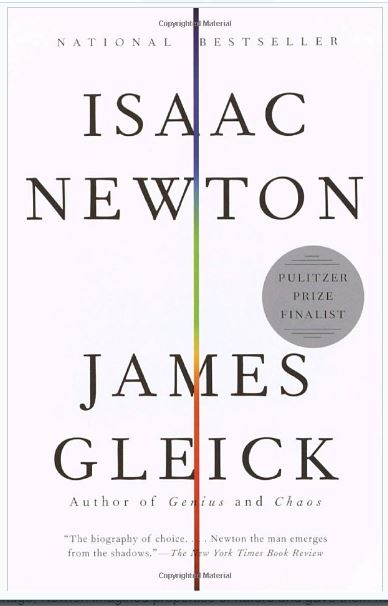 Copyrighted Material
NATIONAL BESTSELLER
ISAAC
NEWTON
PULITZER
PRIZE
FINALIST
JAMES
GLEICK
Author of Genius and Chaos
“The biography of choice. . . . Newton the man emerges
from the shadows.”—The New York Times Book Review
Copyrighted Material